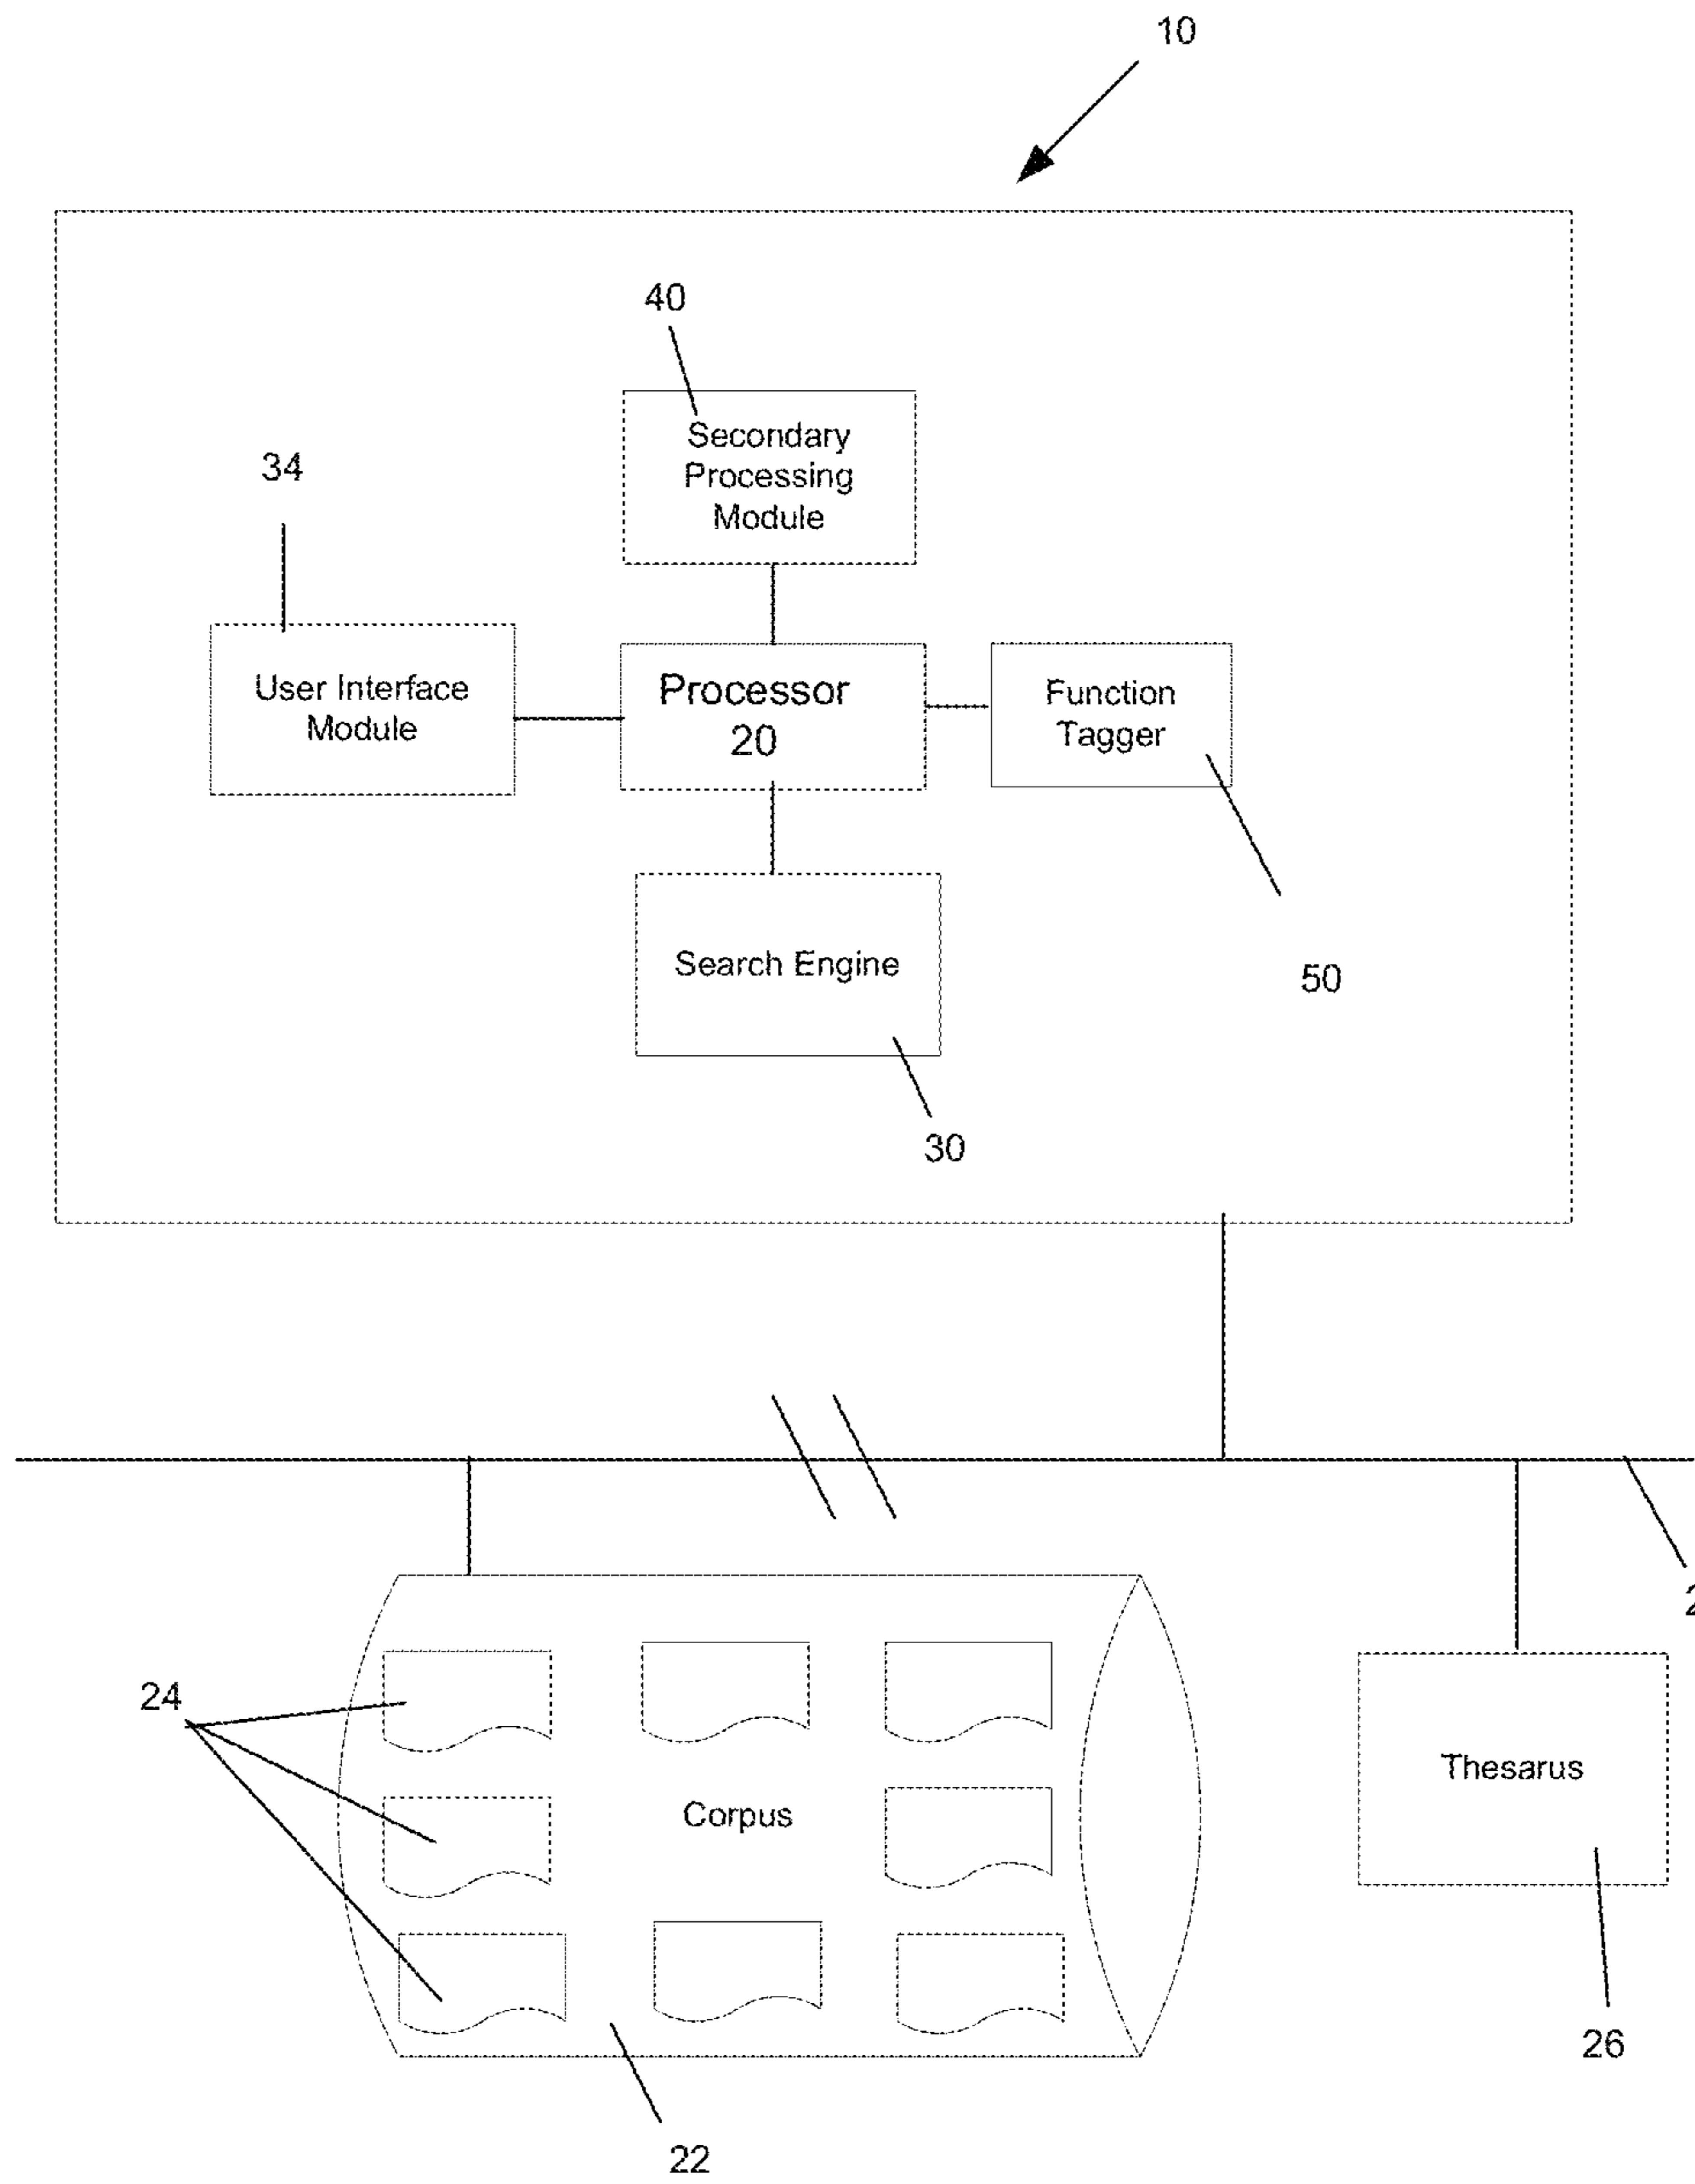 10
40
Secondary
Processing
Module
34
User Interface
Module
Processor
20
Function
Tagger
Search Engine
50
30
24
Corpus
Thesarus
26
22